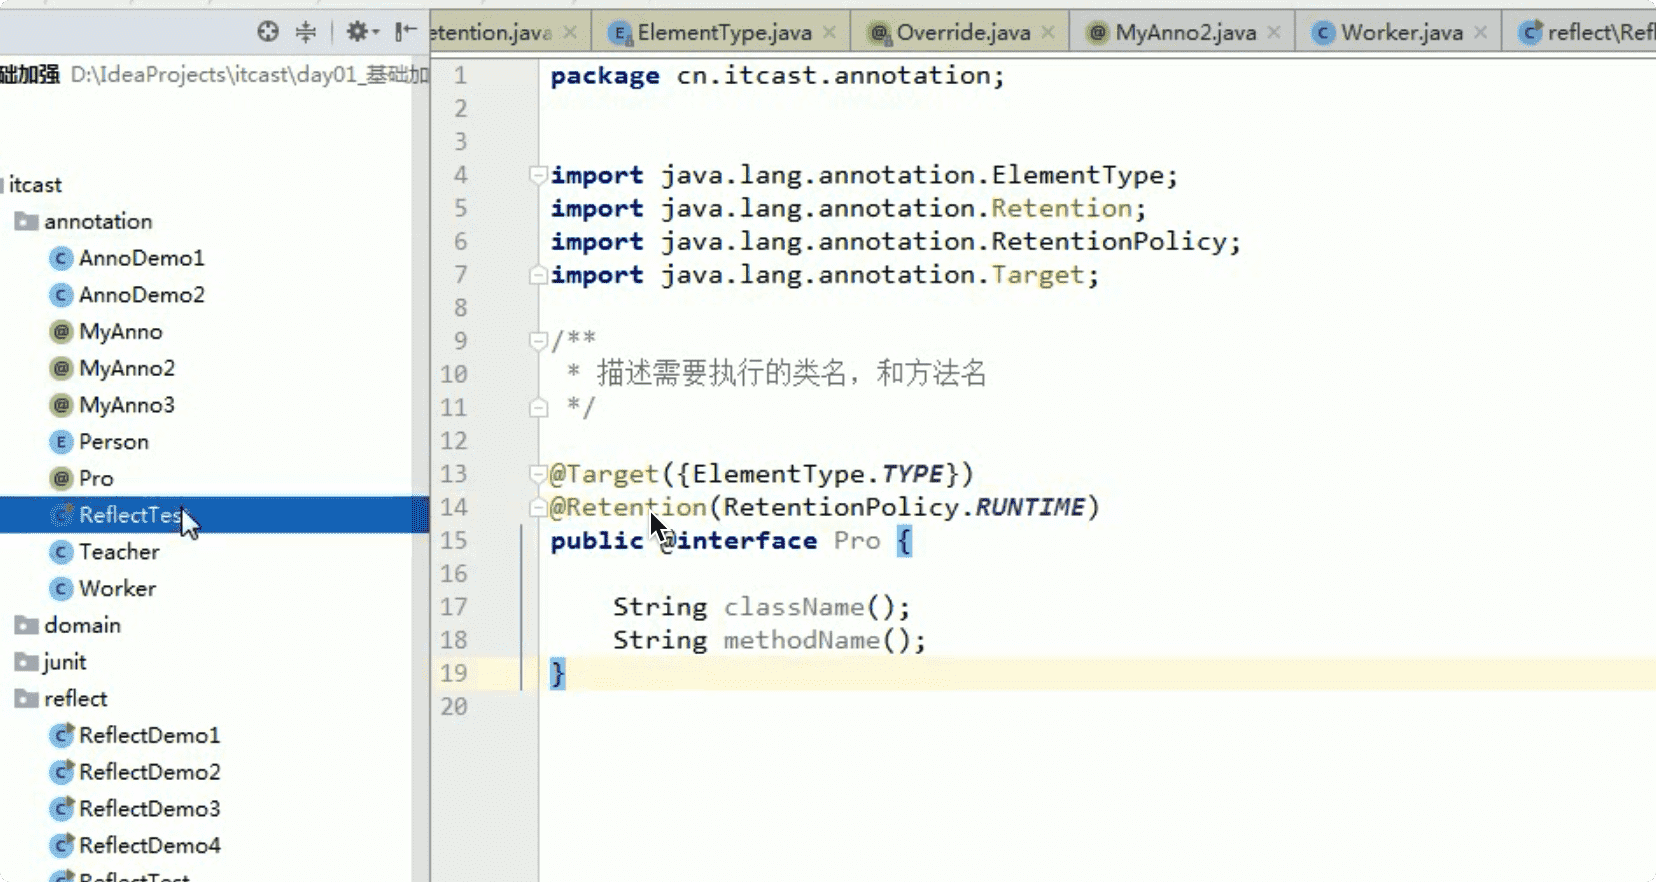 etention.java
ElementType.java
Override.java
MyAnno2.java
Worker.java
reflect\Refl
础加强 D:\IdeaProjects\itcast\day01_基础加
itcast
annotation
AnnoDemo1
AnnoDemo2
MyAnno
MyAnno2
MyAnno3
Person
Pro
ReflectTes
Teacher
Worker
domain
junit
reflect
ReflectDemo1
ReflectDemo2
ReflectDemo3
ReflectDemo4
ReflectTest
1 package cn.itcast.annotation;
2
3
4 import java.lang.annotation.ElementType;
5 import java.lang.annotation.Retention;
6 import java.lang.annotation.RetentionPolicy;
7 import java.lang.annotation.Target;
8
9 /**
10 * 描述需要执行的类名，和方法名
11 */
12
13 @Target({ElementType.TYPE})
14 @Retention(RetentionPolicy.RUNTIME)
15 public @interface Pro {
16
17 String className();
18 String methodName();
19 }
20